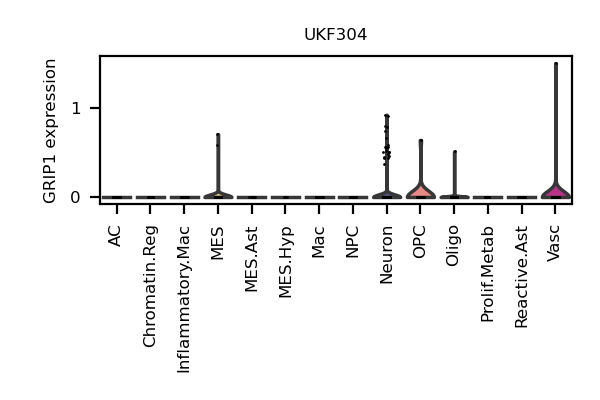 UKF304
GRIP1 expression
1
0
AC
Chromatin.Reg
Inflammatory.Mac
MES
MES.Ast
MES.Hyp
Mac
NPC
Neuron
OPC
Oligo
Prolif.Metab
Reactive.Ast
Vasc